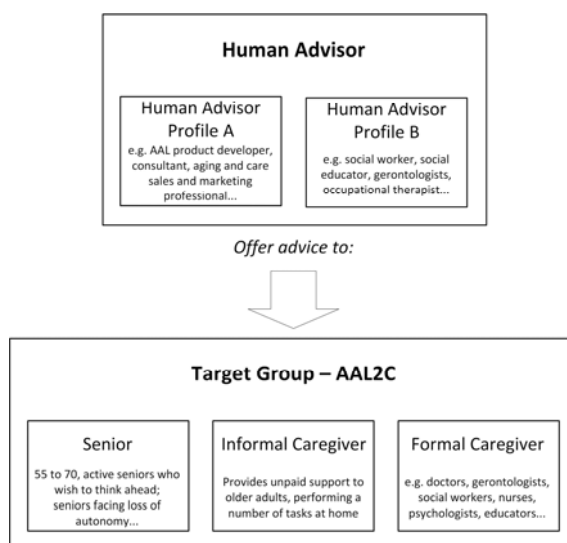 Human Advisor
Human Advisor
Profile A
e.g. AAL product developer,
consultant, aging and care
sales and marketing
professional...
Human Advisor
Profile B
e.g. social worker, social
educator, gerontologists,
occupational therapist...
Offer advice to:
Target Group – AAL2C
Senior
55 to 70, active seniors who
wish to think ahead;
seniors facing loss of
autonomy...
Informal Caregiver
Provides unpaid support to
older adults, performing a
number of tasks at home
Formal Caregiver
e.g. doctors, gerontologists,
social workers, nurses,
psychologists, educators...